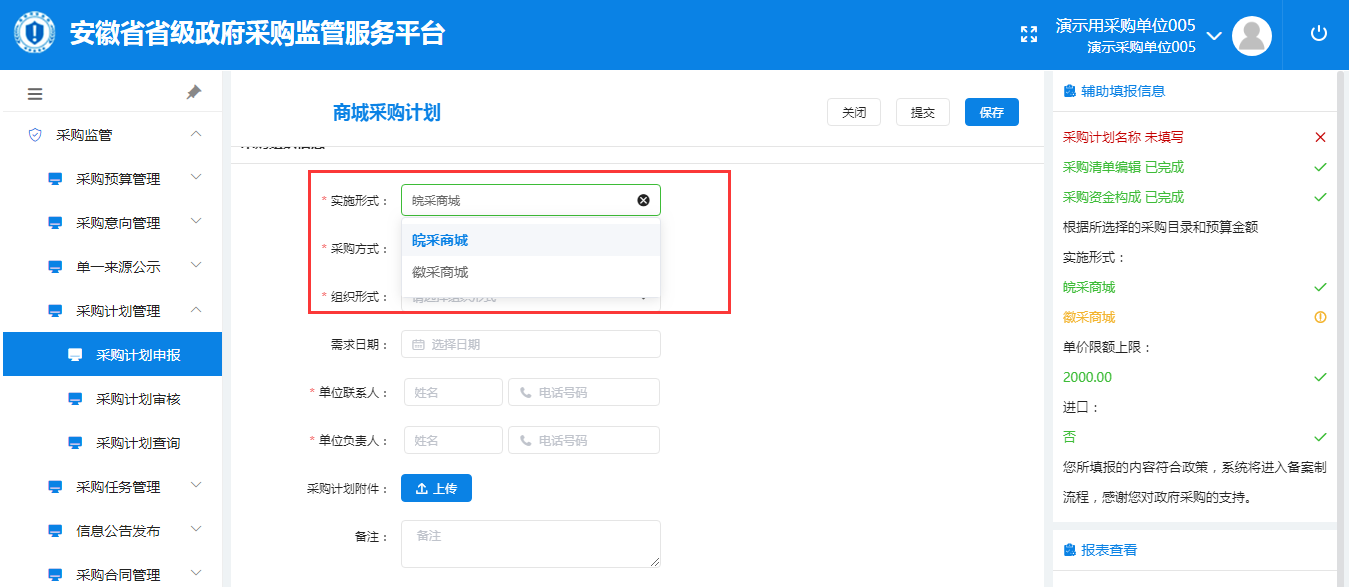 安徽省省级政府采购监管服务平台
演示用采购单位005
演示采购单位005
采购监管
采购预算管理
采购意向管理
单一来源公示
采购计划管理
采购计划申报
采购计划审核
采购计划查询
采购任务管理
信息公告发布
采购合同管理
商城采购计划
关闭
提交
保存
* 实施形式：
皖采商城
皖采商城
徽采商城
* 采购方式：
* 组织形式：
请选择组织形式
需求日期：
选择日期
* 单位联系人：
姓名
电话号码
* 单位负责人：
姓名
电话号码
采购计划附件：
上传
备注：
备注
辅助填报信息
采购计划名称 未填写
采购清单编辑 已完成
采购资金构成 已完成
根据所选择的采购目录和预算金额
实施形式：
皖采商城
徽采商城
单价限额上限：
2000.00
进口：
否
您所填报的内容符合政策，系统将进入备案制
流程，感谢您对政府采购的支持。
报表查看